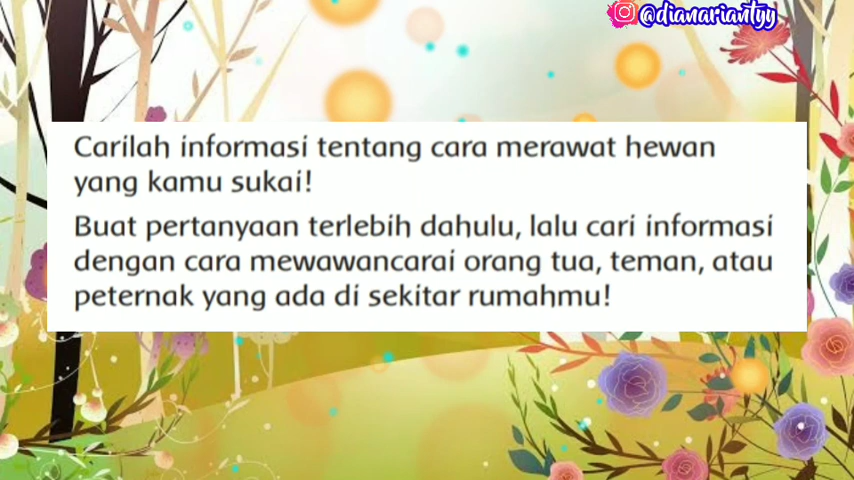 @dianariantyy
Carilah informasi tentang cara merawat hewan
yang kamu sukai!
Buat pertanyaan terlebih dahulu, lalu cari informasi
dengan cara mewawancarai orang tua, teman, atau
peternak yang ada di sekitar rumahmu!